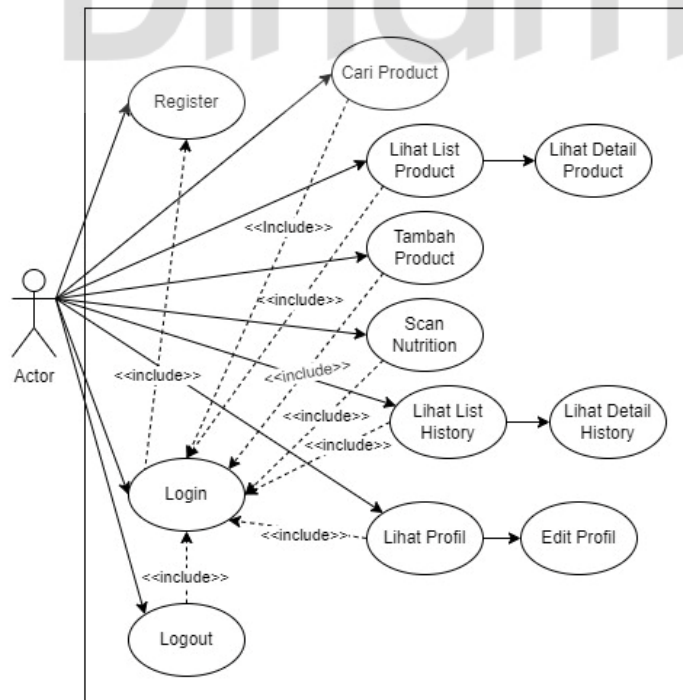 Register
Cari Product
Lihat List
Product
Lihat Detail
Product
<<Include>>
Tambah
Product
<<include>>
Scan
Nutrition
Actor
<<include>>
<<include>>
<<include>>
Lihat List
History
Lihat Detail
History
<<include>>
Login
<<include>>
Lihat Profil
Edit Profil
<<include>>
Logout